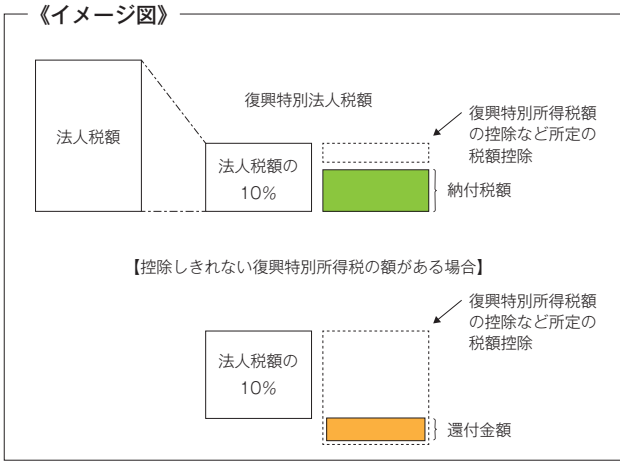 《イメージ図》
復興特別法人税額
法人税額
法人税額の
10%
復興特別所得税額
の控除など所定の
税額控除
納付税額
【控除しきれない復興特別所得税の額がある場合】
法人税額の
10%
復興特別所得税額
の控除など所定の
税額控除
還付金額